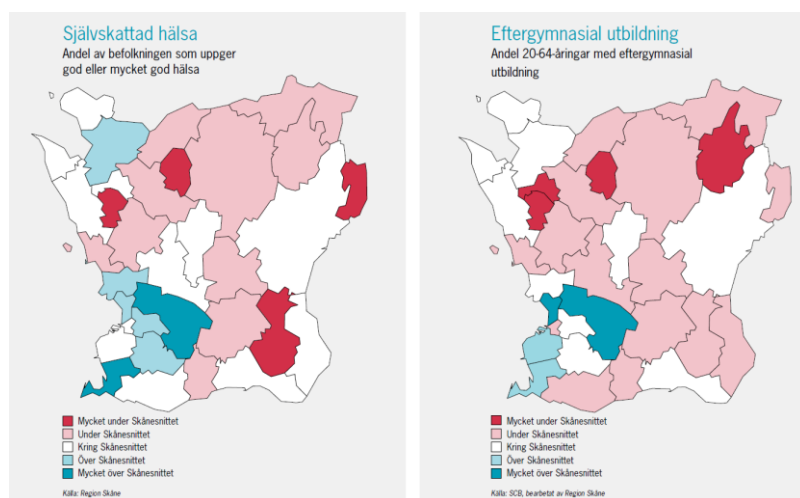 Självskattad hälsa
Andel av befolkningen som uppger
god eller mycket god hälsa
Mycket under Skånesnittet
Under Skånesnittet
Kring Skånesnittet
Över Skånesnittet
Mycket över Skånesnittet
Källa: Region Skåne
Eftergymnasial utbildning
Andel 20-64-åringar med eftergymnasial
utbildning
Mycket under Skånesnittet
Under Skånesnittet
Kring Skånesnittet
Över Skånesnittet
Mycket över Skånesnittet
Källa: SCB, bearbetat av Region Skåne